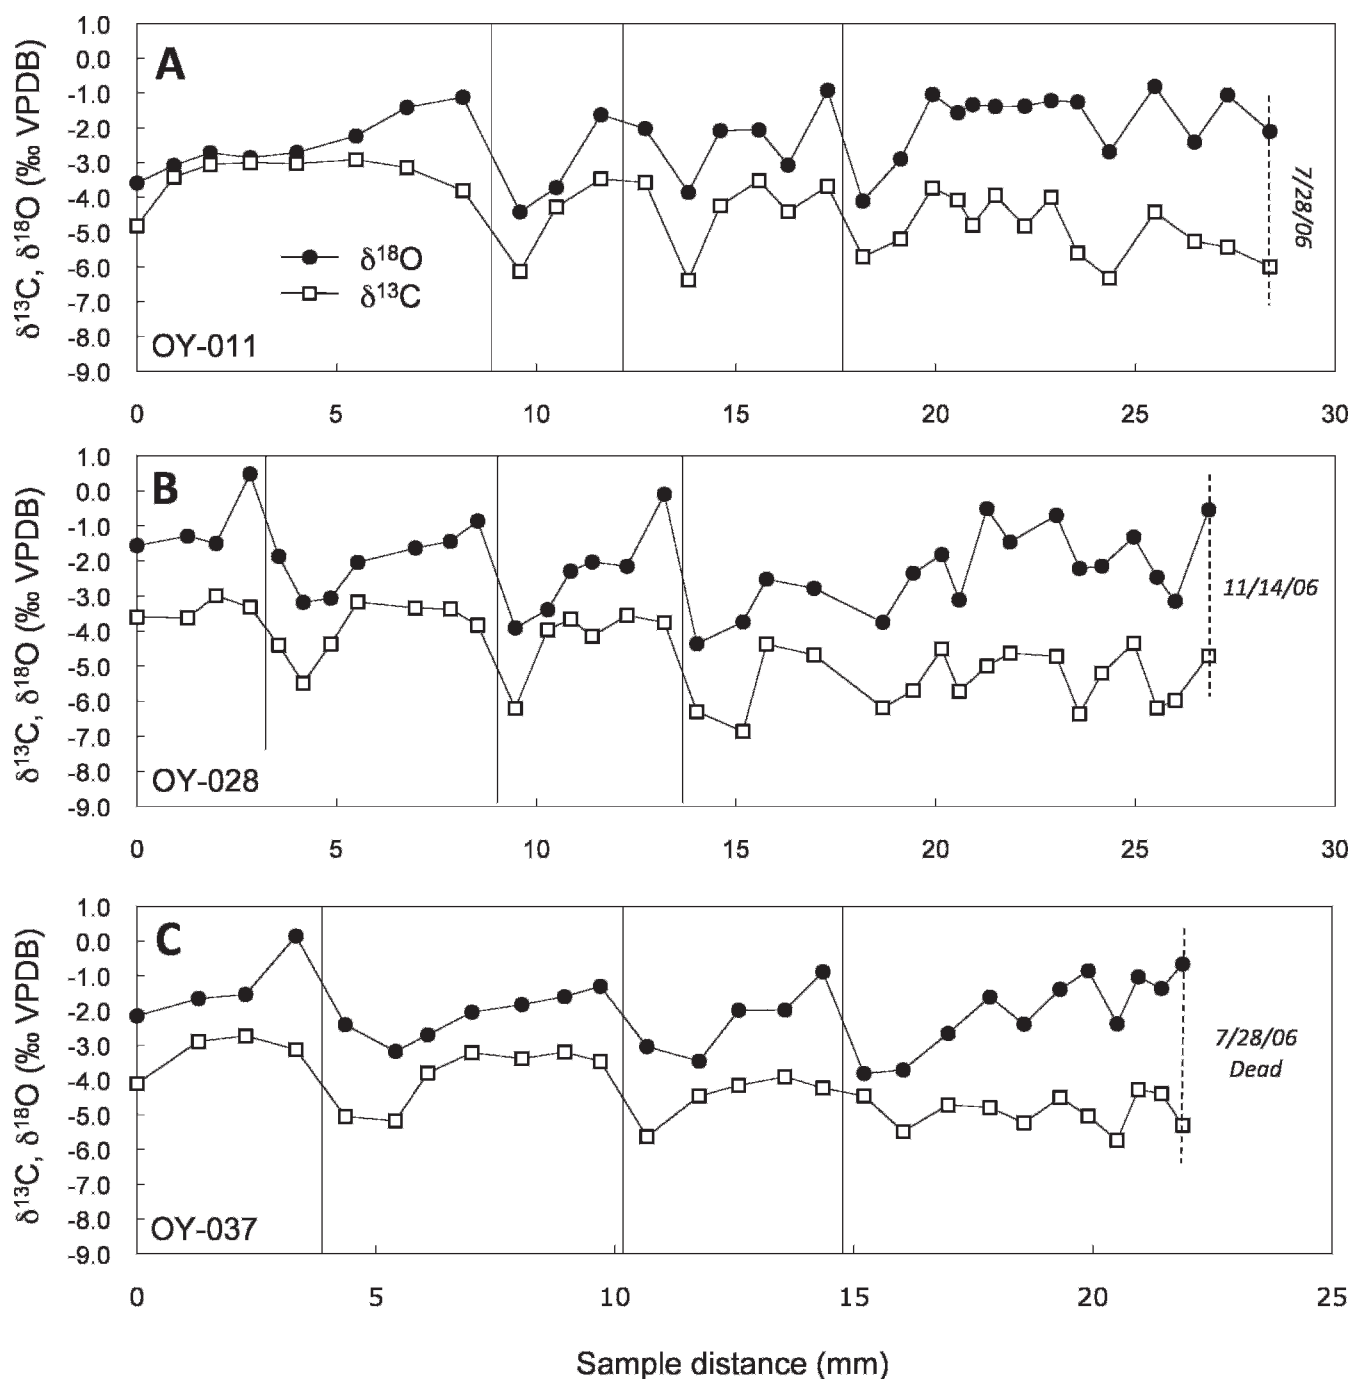 A
δ¹³C, δ¹⁸O (‰ VPDB)
1.0
0.0
-1.0
-2.0
-3.0
-4.0
-5.0
-6.0
-7.0
-8.0
-9.0
δ¹⁸O
δ¹³C
7/28/06
OY-011
0 5 10 15 20 25 30
B
δ¹³C, δ¹⁸O (‰ VPDB)
1.0
0.0
-1.0
-2.0
-3.0
-4.0
-5.0
-6.0
-7.0
-8.0
-9.0
11/14/06
OY-028
0 5 10 15 20 25 30
C
δ¹³C, δ¹⁸O (‰ VPDB)
1.0
0.0
-1.0
-2.0
-3.0
-4.0
-5.0
-6.0
-7.0
-8.0
-9.0
7/28/06
Dead
OY-037
0 5 10 15 20 25
Sample distance (mm)